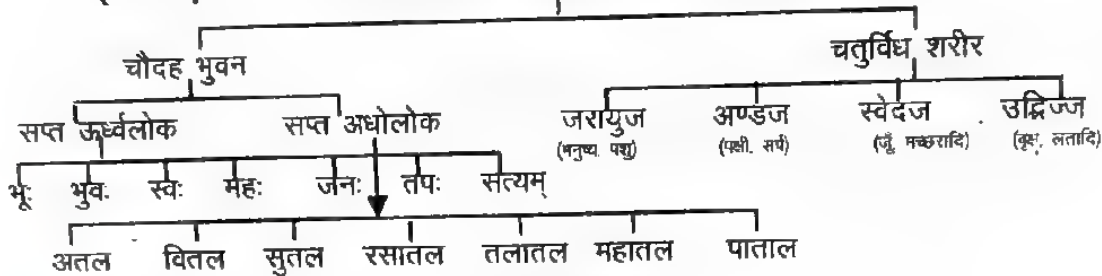 चौदह भुवन
चतुर्विध शरीर
सप्त ऊर्ध्वलोक सप्त अधोलोक
जरायुज अण्डज स्वेदज उद्भिज्ज
(मनुष्य, पशु) (पक्षी, सर्प) (जूँ, मच्छरादि) (वृक्ष, लतादि)
भूः भुवः स्वः महः जनः तपः सत्यम्
अतल वितल सुतल रसातल तलातल महातल पाताल